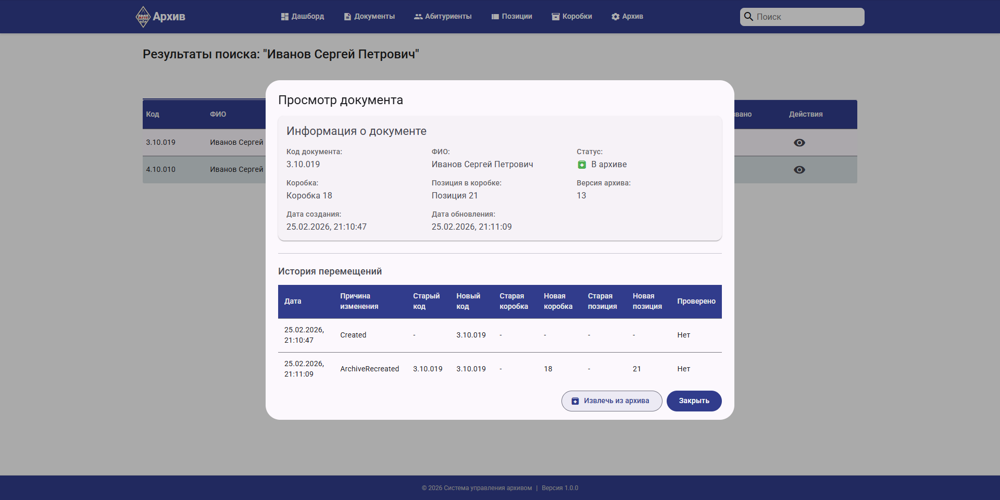 Архив
Дашборд Документы Абитуриенты Позиции Коробки Архив
Поиск
Результаты поиска: "Иванов Сергей Петрович"
Код ФИО Действия
3.10.019 Иванов Сергей
4.10.010 Иванов Сергей
Просмотр документа
Информация о документе
Код документа: ФИО: Статус:
3.10.019 Иванов Сергей Петрович В архиве
Коробка: Позиция в коробке: Версия архива:
Коробка 18 Позиция 21 13
Дата создания: Дата обновления:
25.02.2026, 21:10:47 25.02.2026, 21:11:09
История перемещений
Дата Причина изменения Старый код Новый код Старая коробка Новая коробка Старая позиция Новая позиция Проверено
25.02.2026, 21:10:47 Created - 3.10.019 - - - - Нет
25.02.2026, 21:11:09 ArchiveRecreated 3.10.019 3.10.019 - 18 - 21 Нет
Извлечь из архива Закрыть
© 2026 Система управления архивом | Версия 1.0.0